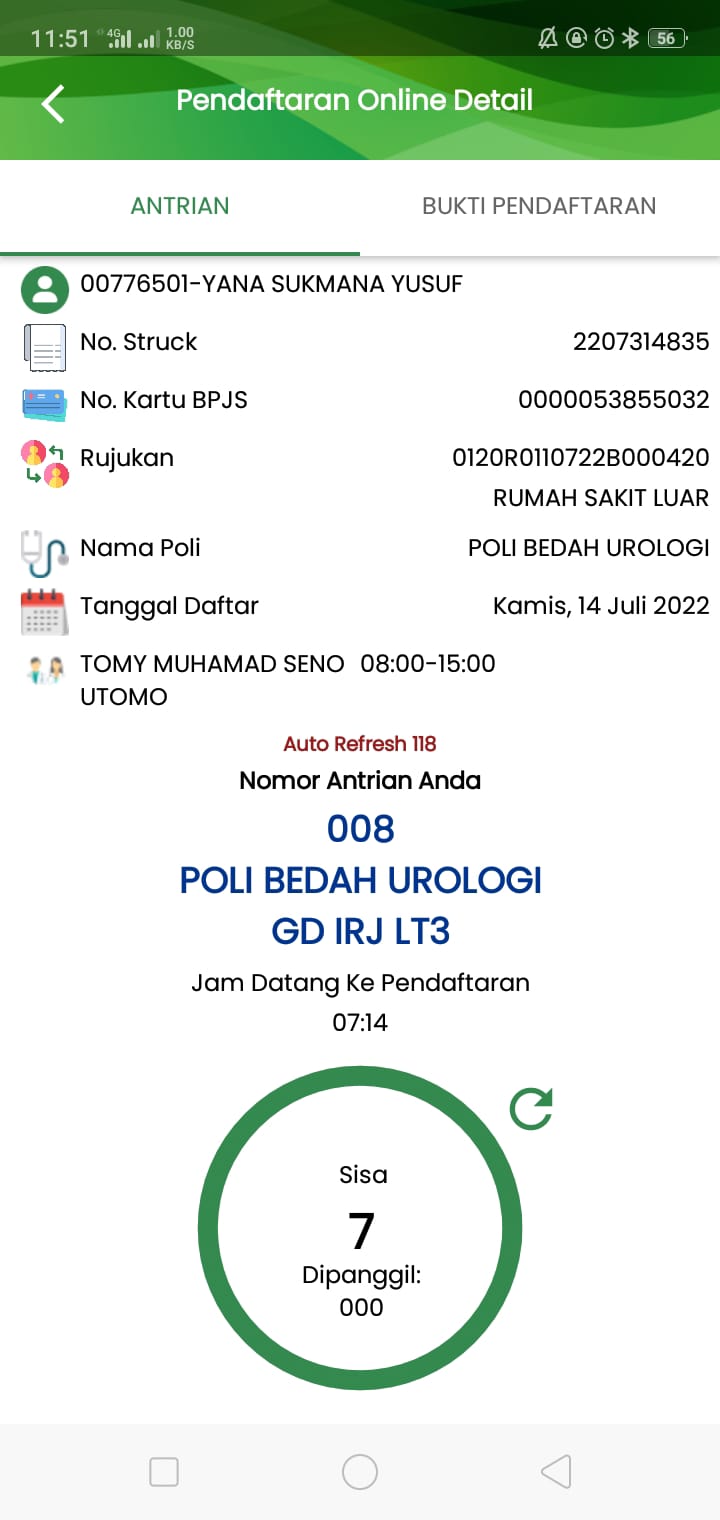 11:51 4G 1.00 KB/S 56
Pendaftaran Online Detail
ANTRIAN BUKTI PENDAFTARAN
00776501-YANA SUKMANA YUSUF
No. Struck 2207314835
No. Kartu BPJS 0000053855032
Rujukan 0120R0110722B000420
RUMAH SAKIT LUAR
Nama Poli POLI BEDAH UROLOGI
Tanggal Daftar Kamis, 14 Juli 2022
TOMY MUHAMAD SENO 08:00-15:00
UTOMO
Auto Refresh 118
Nomor Antrian Anda
008
POLI BEDAH UROLOGI
GD IRJ LT3
Jam Datang Ke Pendaftaran
07:14
Sisa
7
Dipanggil:
000